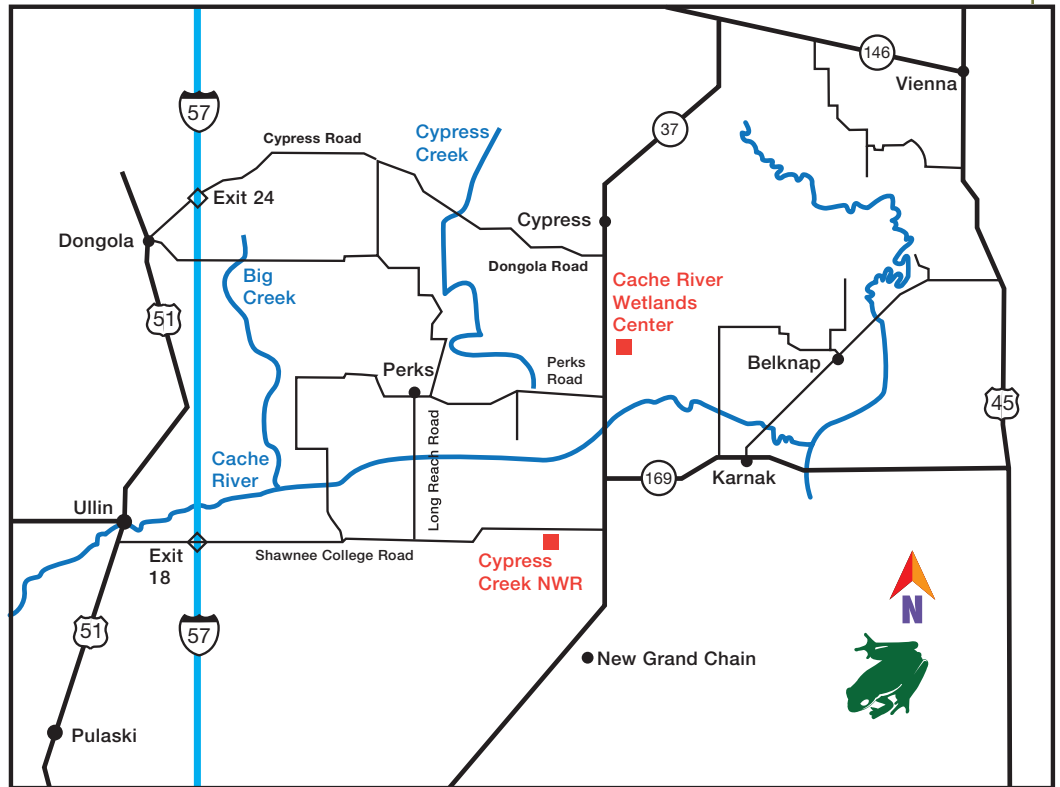 146
Vienna
57
37
Cypress Road
Cypress
Creek
Exit 24
Cypress
Dongola
Dongola Road
Big
Creek
Cache River
Wetlands
Center
51
Perks
Perks
Road
Belknap
45
Long Reach Road
Cache
River
169
Karnak
Ullin
Exit
18
Shawnee College Road
Cypress
Creek NWR
N
51
57
New Grand Chain
Pulaski